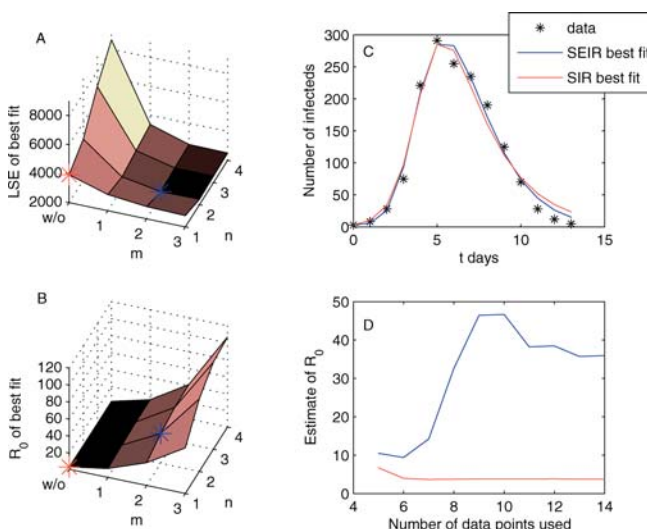 A
LSE of best fit
8000
6000
4000
2000
w/o
1
2
3
m
1
2
3
4
n
C
Number of infecteds
300
250
200
150
100
50
0
0
5
10
15
t days
data
SEIR best fit
SIR best fit
B
R0 of best fit
120
100
80
60
40
20
w/o
1
2
3
m
1
2
3
4
n
D
Estimate of R0
50
40
30
20
10
0
4
6
8
10
12
14
Number of data points used